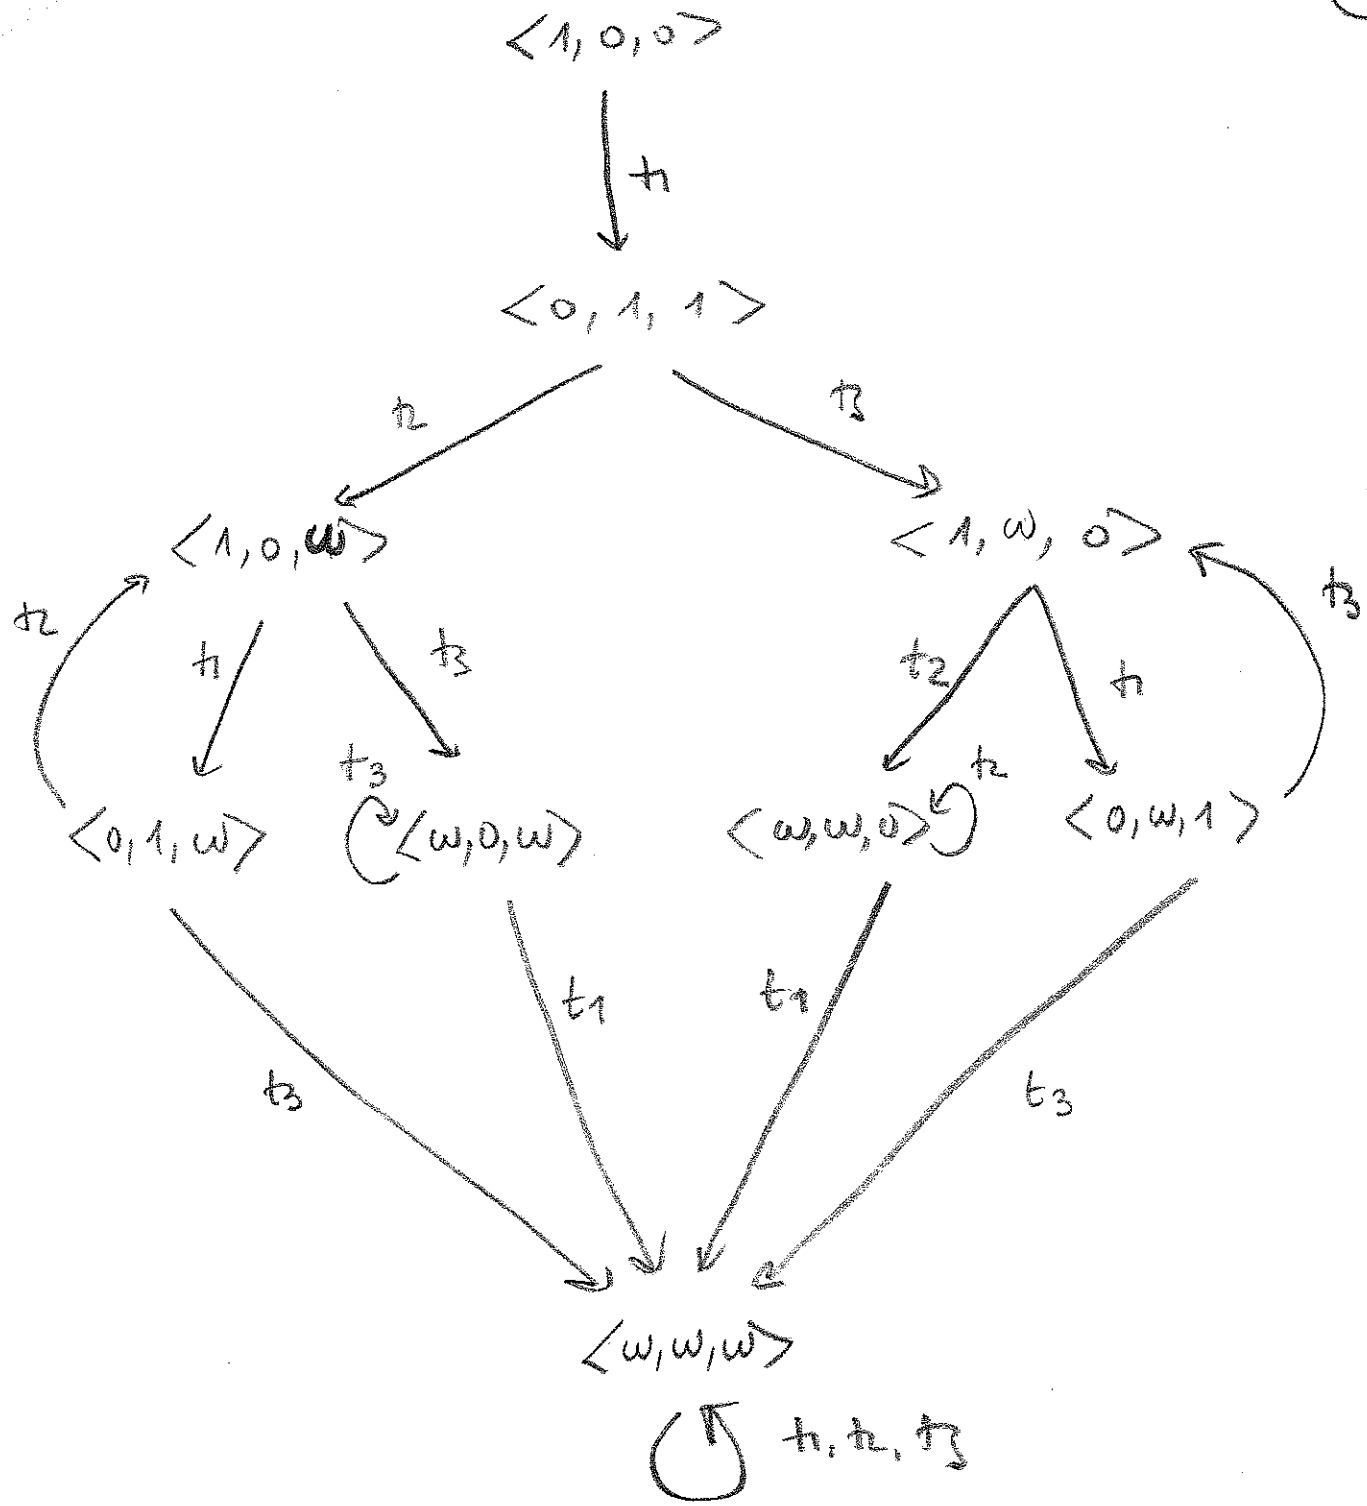 <1, 0, 0>
t1
<0, 1, 1>
t2 t3
<1, 0, ω> <1, ω, 0>
t2 t1 t3 t2 t1 t3
t3 t2
<0, 1, ω> <ω, 0, ω> <ω, ω, 0> <0, ω, 1>
t3 t1 t1 t3
<ω, ω, ω>
t1, t2, t3